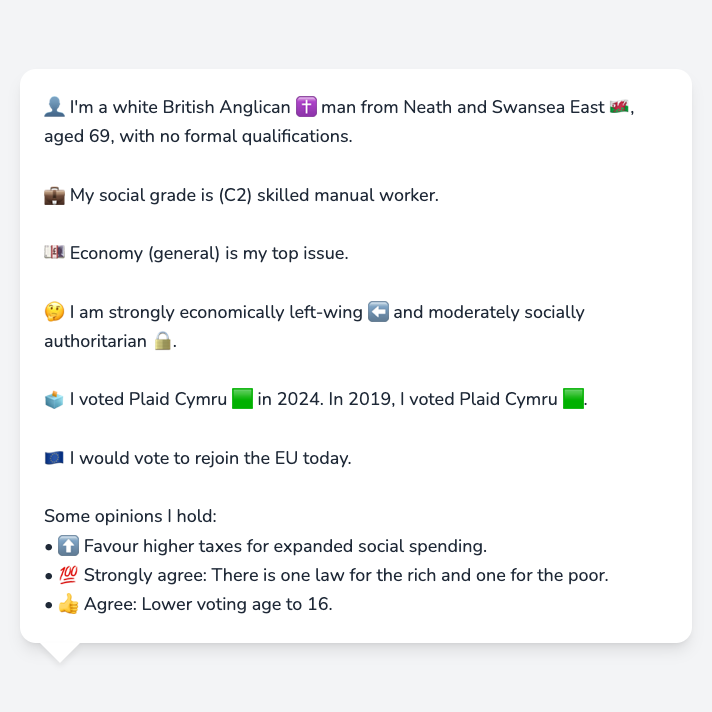 👤 I'm a white British Anglican ✝️ man from Neath and Swansea East 🏴󠁧󠁢󠁷󠁬󠁳󠁿,
aged 69, with no formal qualifications.
💼 My social grade is (C2) skilled manual worker.
💷 Economy (general) is my top issue.
🤔 I am strongly economically left-wing ⬅️ and moderately socially
authoritarian 🔒.
🗳️ I voted Plaid Cymru 🟩 in 2024. In 2019, I voted Plaid Cymru 🟩.
🇪🇺 I would vote to rejoin the EU today.
Some opinions I hold:
• ⬆️ Favour higher taxes for expanded social spending.
• 💯 Strongly agree: There is one law for the rich and one for the poor.
• 👍 Agree: Lower voting age to 16.